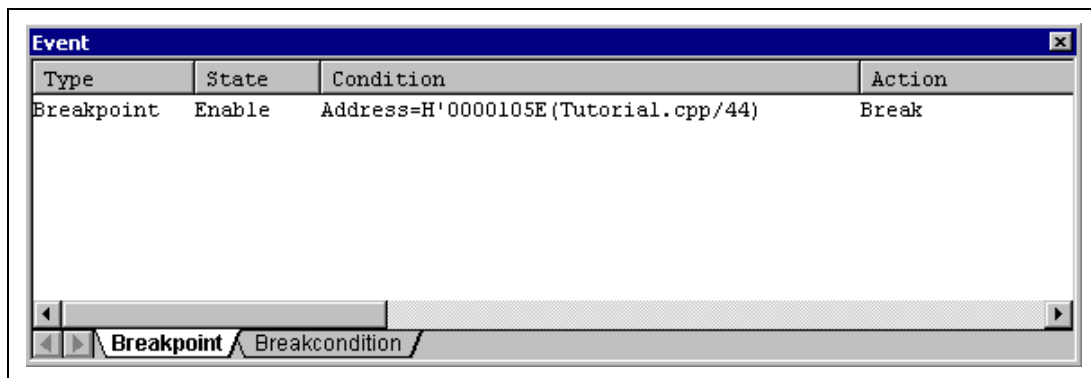 Event
Type State Condition Action
Breakpoint Enable Address=H'0000105E(Tutorial.cpp/44) Break
Breakpoint Breakcondition